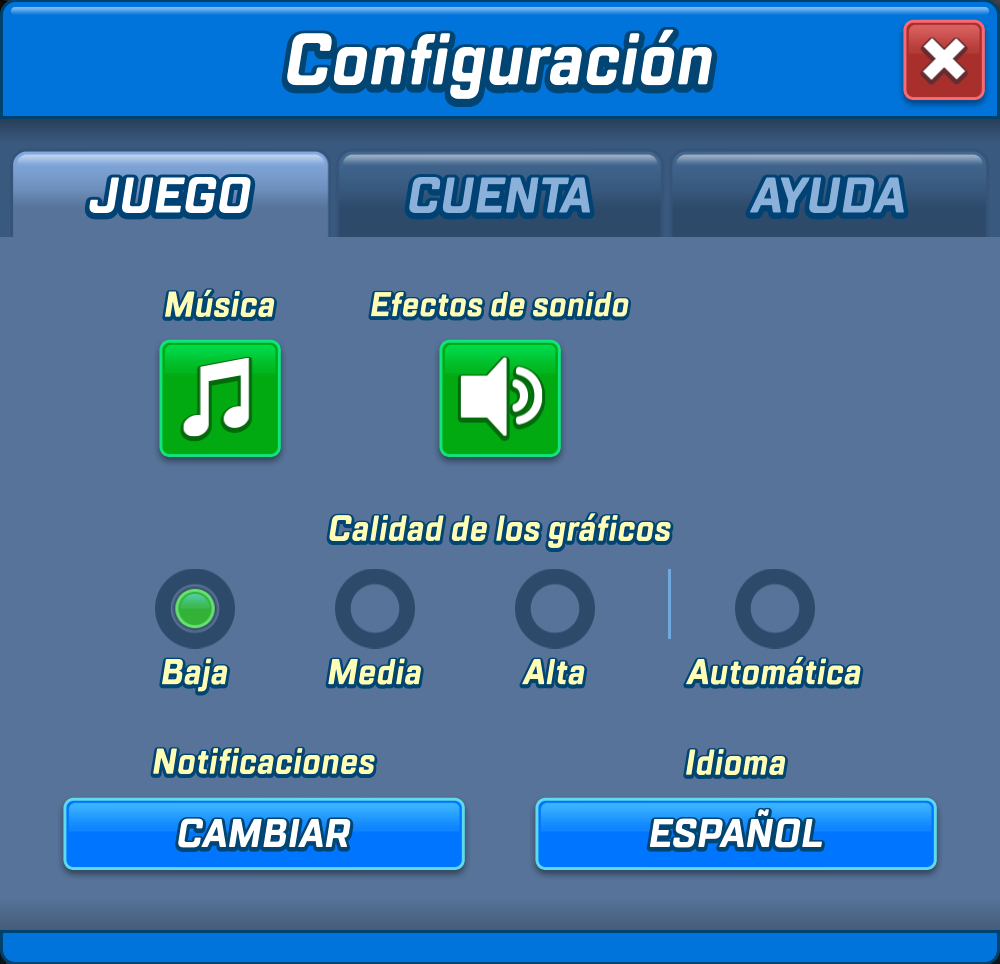 Configuración
JUEGO CUENTA AYUDA
Música Efectos de sonido
Calidad de los gráficos
Baja Media Alta Automática
Notificaciones Idioma
CAMBIAR ESPAÑOL